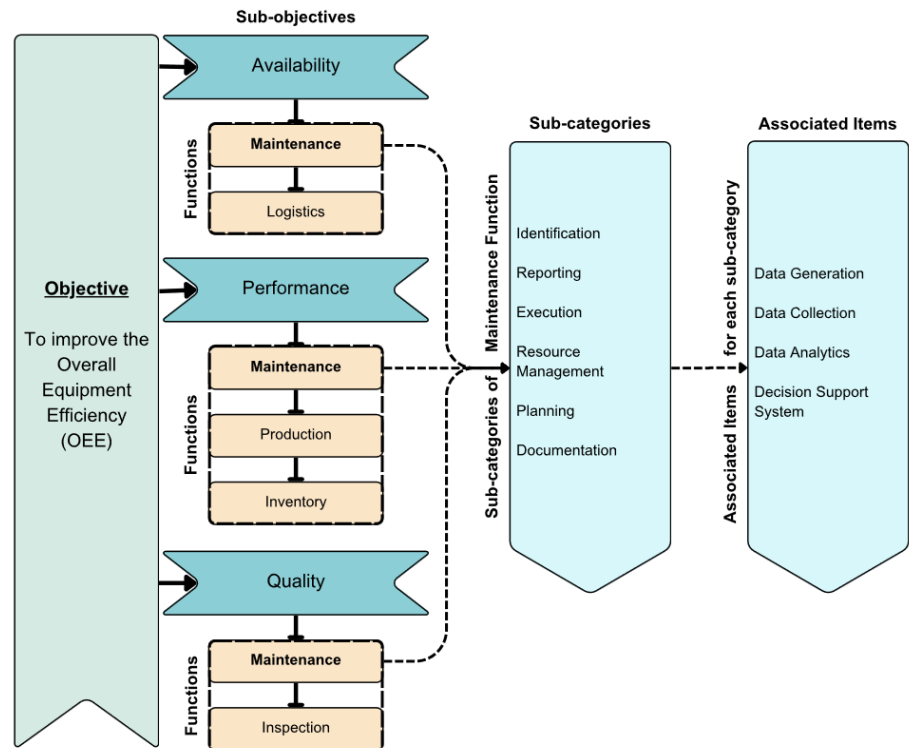 Sub-objectives
Objective
To improve the
Overall
Equipment
Efficiency
(OEE)
Availability
Functions
Maintenance
Logistics
Performance
Functions
Maintenance
Production
Inventory
Quality
Functions
Maintenance
Inspection
Sub-categories of Maintenance Function
Sub-categories
Identification
Reporting
Execution
Resource
Management
Planning
Documentation
Associated Items for each sub-category
Associated Items
Data Generation
Data Collection
Data Analytics
Decision Support
System